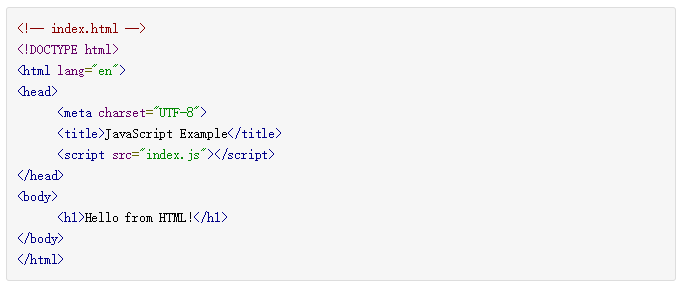 <!-- index.html -->
<!DOCTYPE html>
<html lang="en">
<head>
      <meta charset="UTF-8">
      <title>JavaScript Example</title>
      <script src="index.js"></script>
</head>
<body>
      <h1>Hello from HTML!</h1>
</body>
</html>